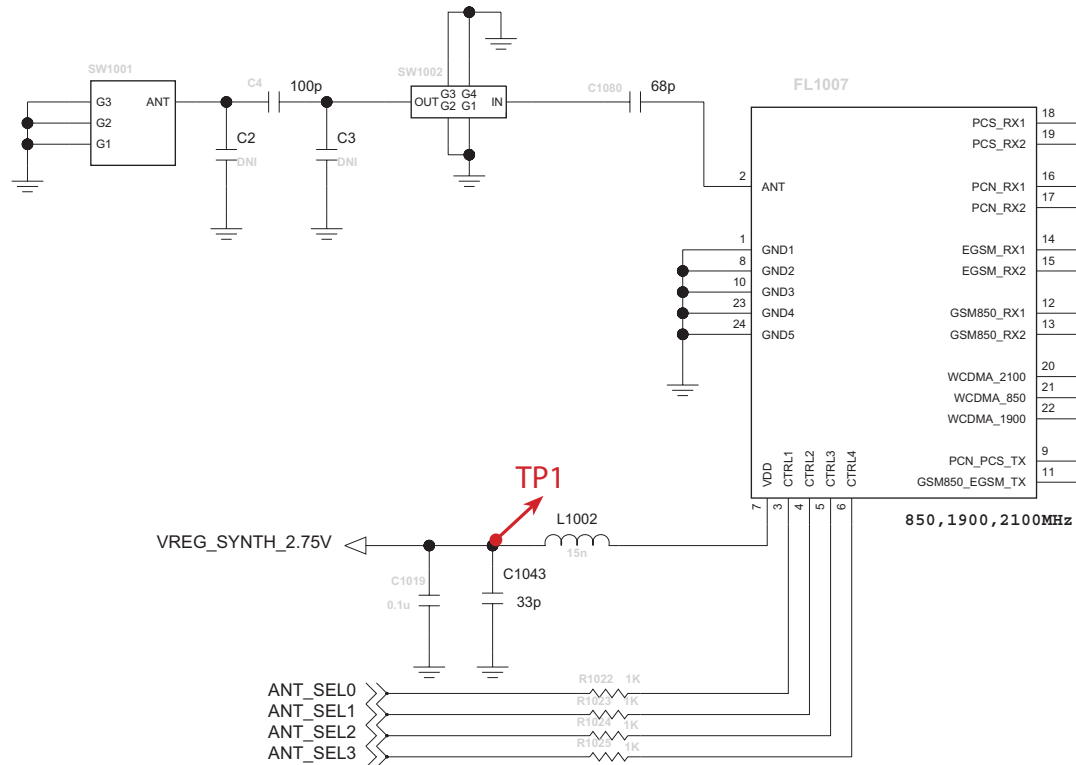 SW1001
G3 ANT
G2
G1
C4 100p
C2
DNI
C3
DNI
SW1002
OUT G3 G4 IN
G2 G1
C1080 68p
FL1007
2 ANT
1 GND1
8 GND2
10 GND3
23 GND4
24 GND5
PCS_RX1 18
PCS_RX2 19
PCN_RX1 16
PCN_RX2 17
EGSM_RX1 14
EGSM_RX2 15
GSM850_RX1 12
GSM850_RX2 13
WCDMA_2100 20
WCDMA_850 21
WCDMA_1900 22
PCN_PCS_TX 9
GSM850_EGSM_TX 11
VDD 7
CTRL1 3
CTRL2 4
CTRL3 5
CTRL4 6
850,1900,2100MHz
TP1
VREG_SYNTH_2.75V
L1002
15n
C1019
0.1u
C1043
33p
ANT_SEL0 R1022 1K
ANT_SEL1 R1023 1K
ANT_SEL2 R1024 1K
ANT_SEL3 R1025 1K